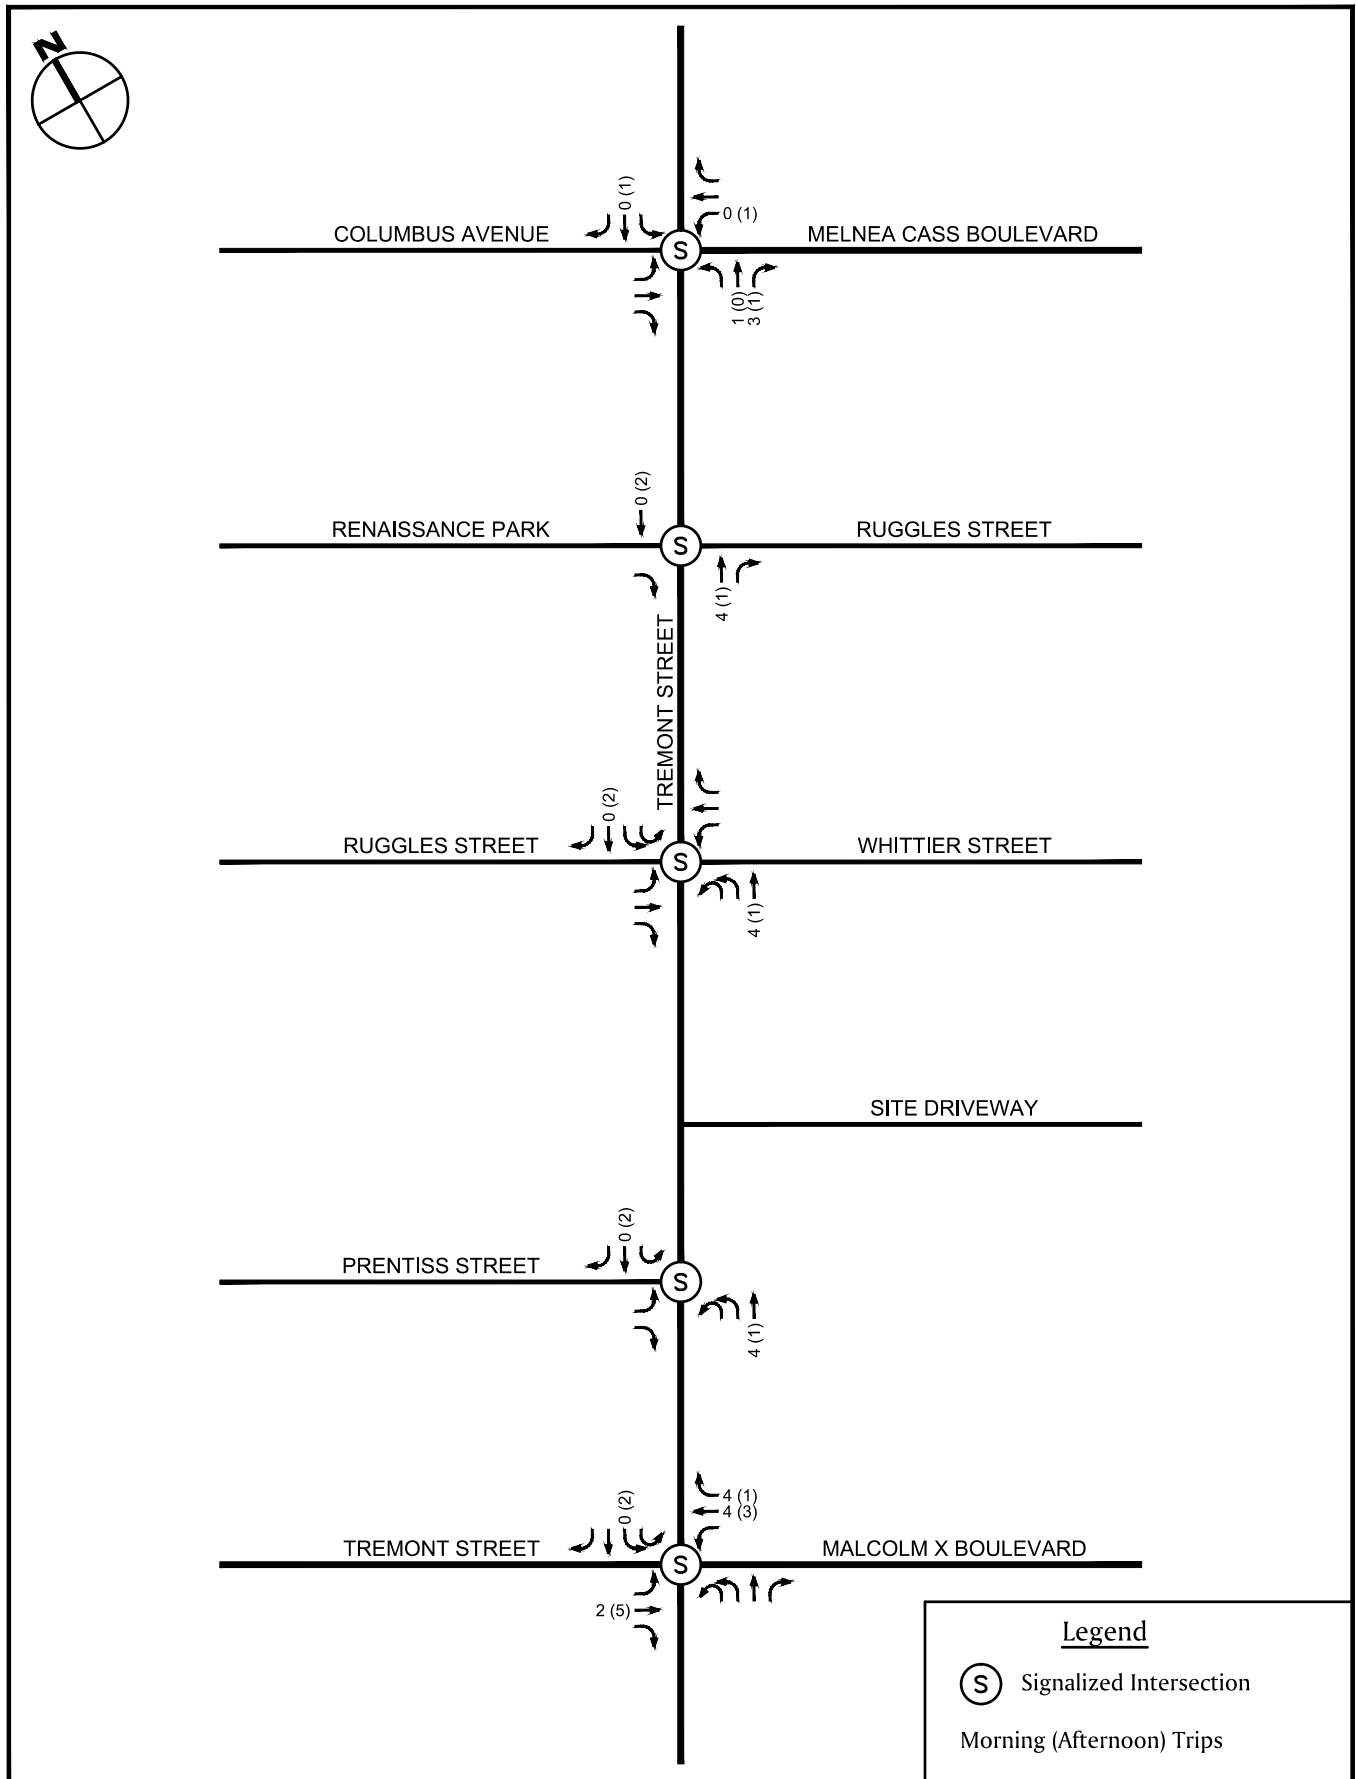 N
0 (1)
0 (1)
COLUMBUS AVENUE
MELNEA CASS BOULEVARD
S
1 (0)
3 (1)
0 (2)
RENAISSANCE PARK
RUGGLES STREET
S
4 (1)
TREMONT STREET
0 (2)
RUGGLES STREET
WHITTIER STREET
S
4 (1)
SITE DRIVEWAY
0 (2)
PRENTISS STREET
S
4 (1)
0 (2)
4 (1)
4 (3)
TREMONT STREET
MALCOLM X BOULEVARD
S
2 (5)
Legend
S Signalized Intersection
Morning (Afternoon) Trips